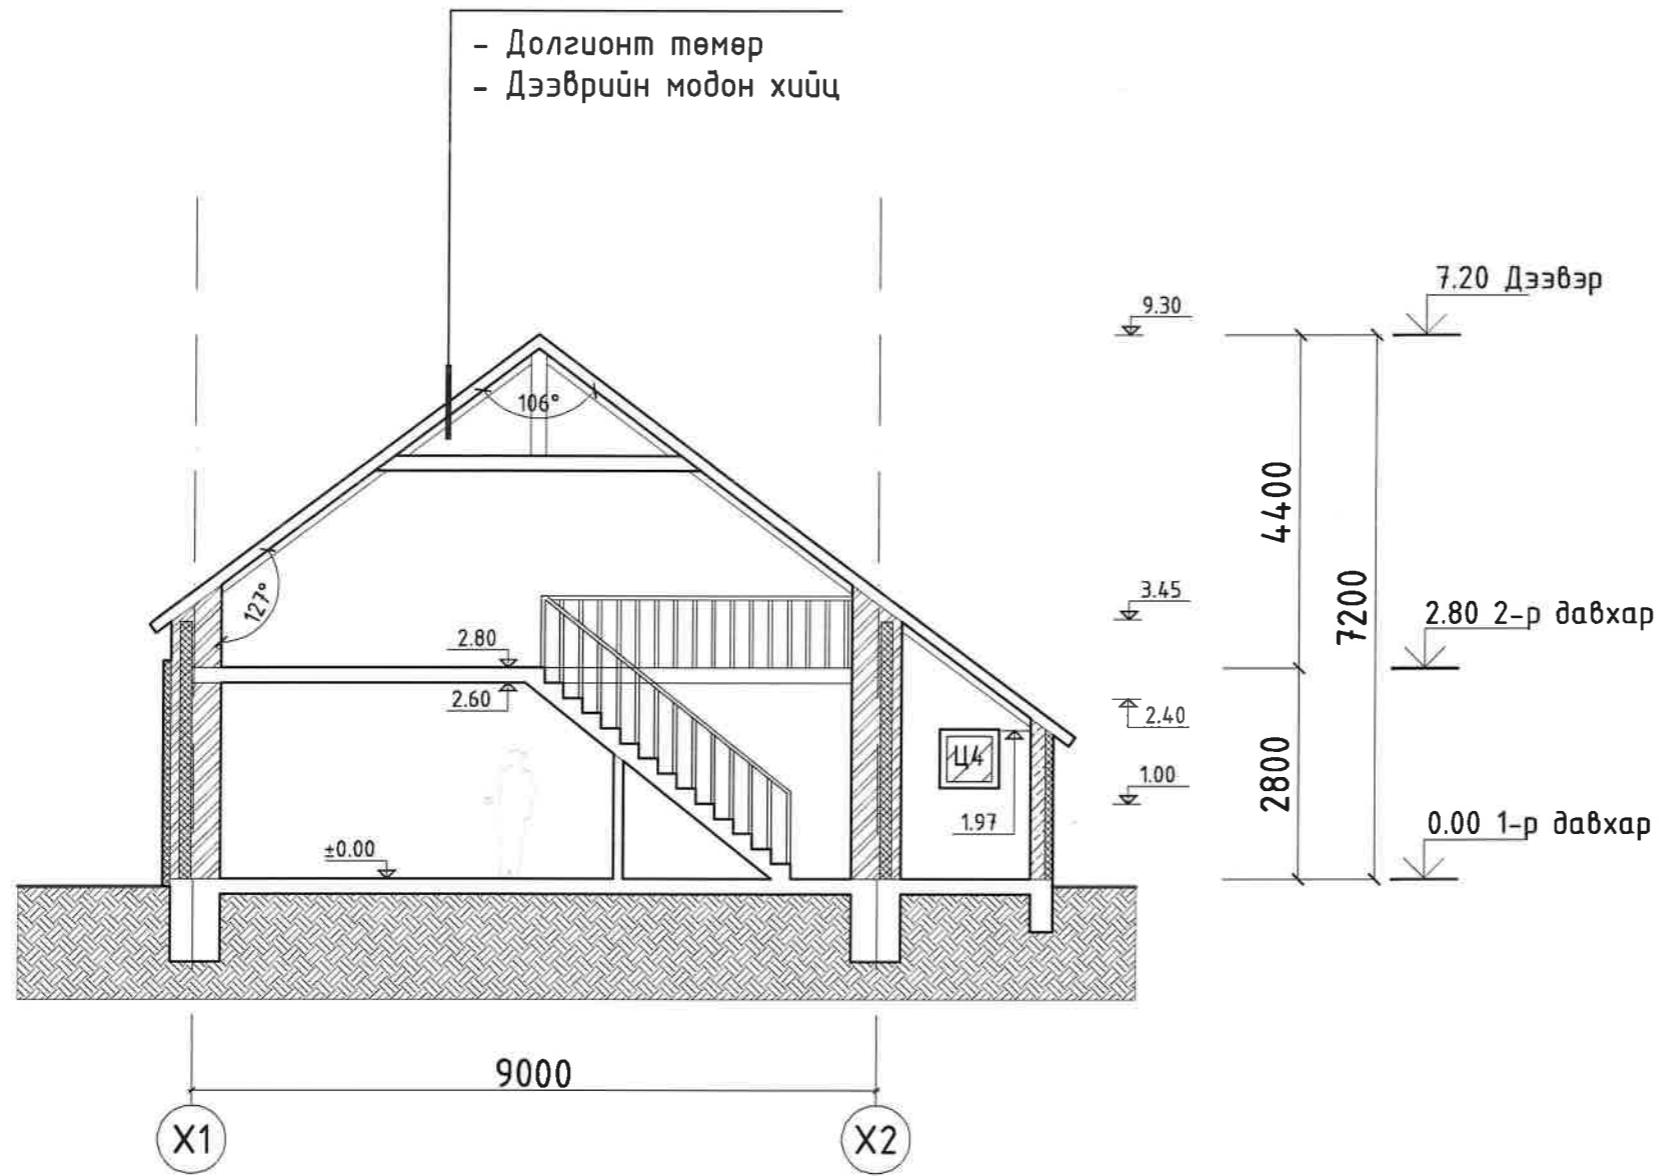 - Долгионт төмөр
- Дээврийн модон хийц
7.20 Дээвэр
9.30
106°
4400
127°
3.45
7200
2.80 2-р давхар
2.80
2.60
2.40
Ц4
2800
1.00
1.97
0.00 1-р давхар
±0.00
9000
X1
X2